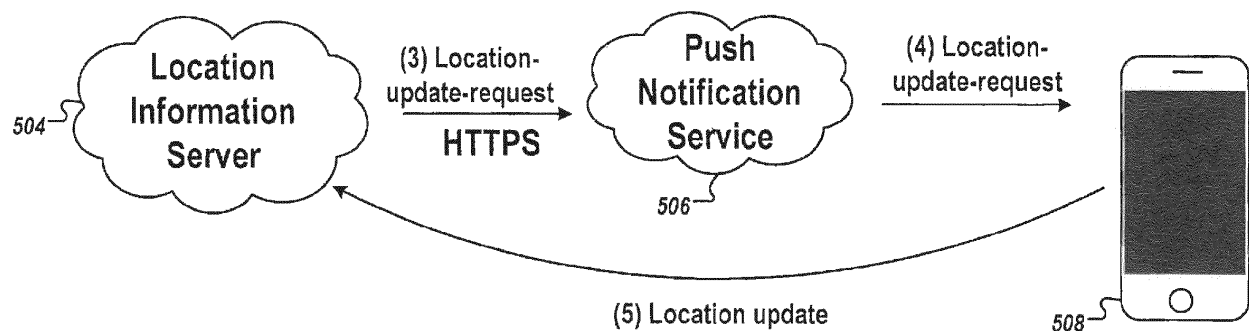 Location
Information
Server
504
(3) Location-
update-request
HTTPS
Push
Notification
Service
506
(4) Location-
update-request
(5) Location update
508